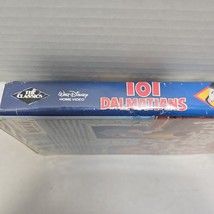 THE
CLASSICS
WALT DISNEY
HOME VIDEO
101
DALMATIANS